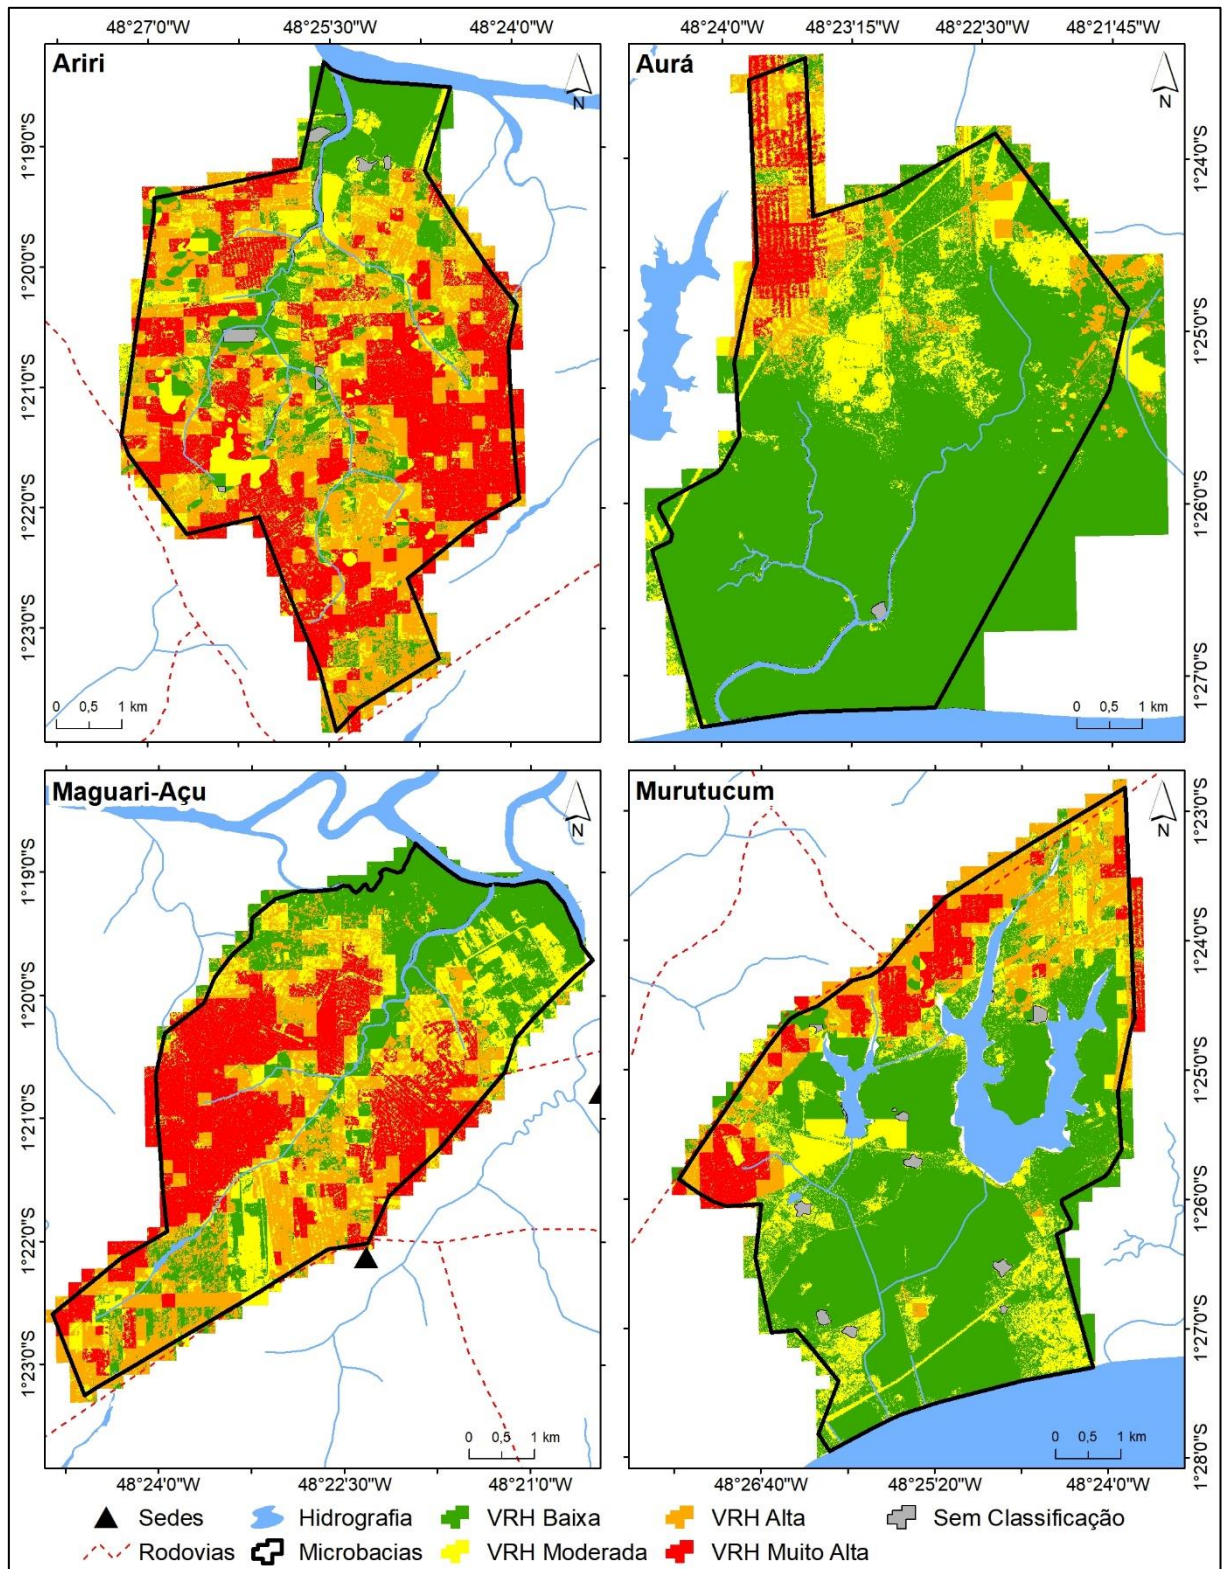 48°27'0"W 48°25'30"W 48°24'0"W
48°24'0"W 48°23'15"W 48°22'30"W 48°21'45"W
Ariri
N
1°19'0"S
1°20'0"S
1°21'0"S
1°22'0"S
1°23'0"S
0 0,5 1 km
Aurá
N
1°24'0"S
1°25'0"S
1°26'0"S
1°27'0"S
0 0,5 1 km
Maguari-Açu
N
1°19'0"S
1°20'0"S
1°21'0"S
1°22'0"S
1°23'0"S
0 0,5 1 km
Murutucum
N
1°23'0"S
1°24'0"S
1°25'0"S
1°26'0"S
1°27'0"S
1°28'0"S
0 0,5 1 km
48°24'0"W 48°22'30"W 48°21'0"W
48°26'40"W 48°25'20"W 48°24'0"W
Sedes Hidrografia VRH Baixa VRH Alta Sem Classificação
Rodovias Microbacias VRH Moderada VRH Muito Alta